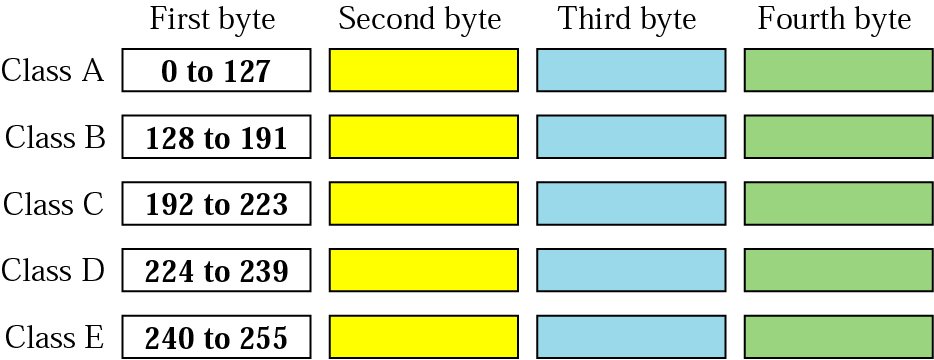 First byte Second byte Third byte Fourth byte
Class A 0 to 127
Class B 128 to 191
Class C 192 to 223
Class D 224 to 239
Class E 240 to 255